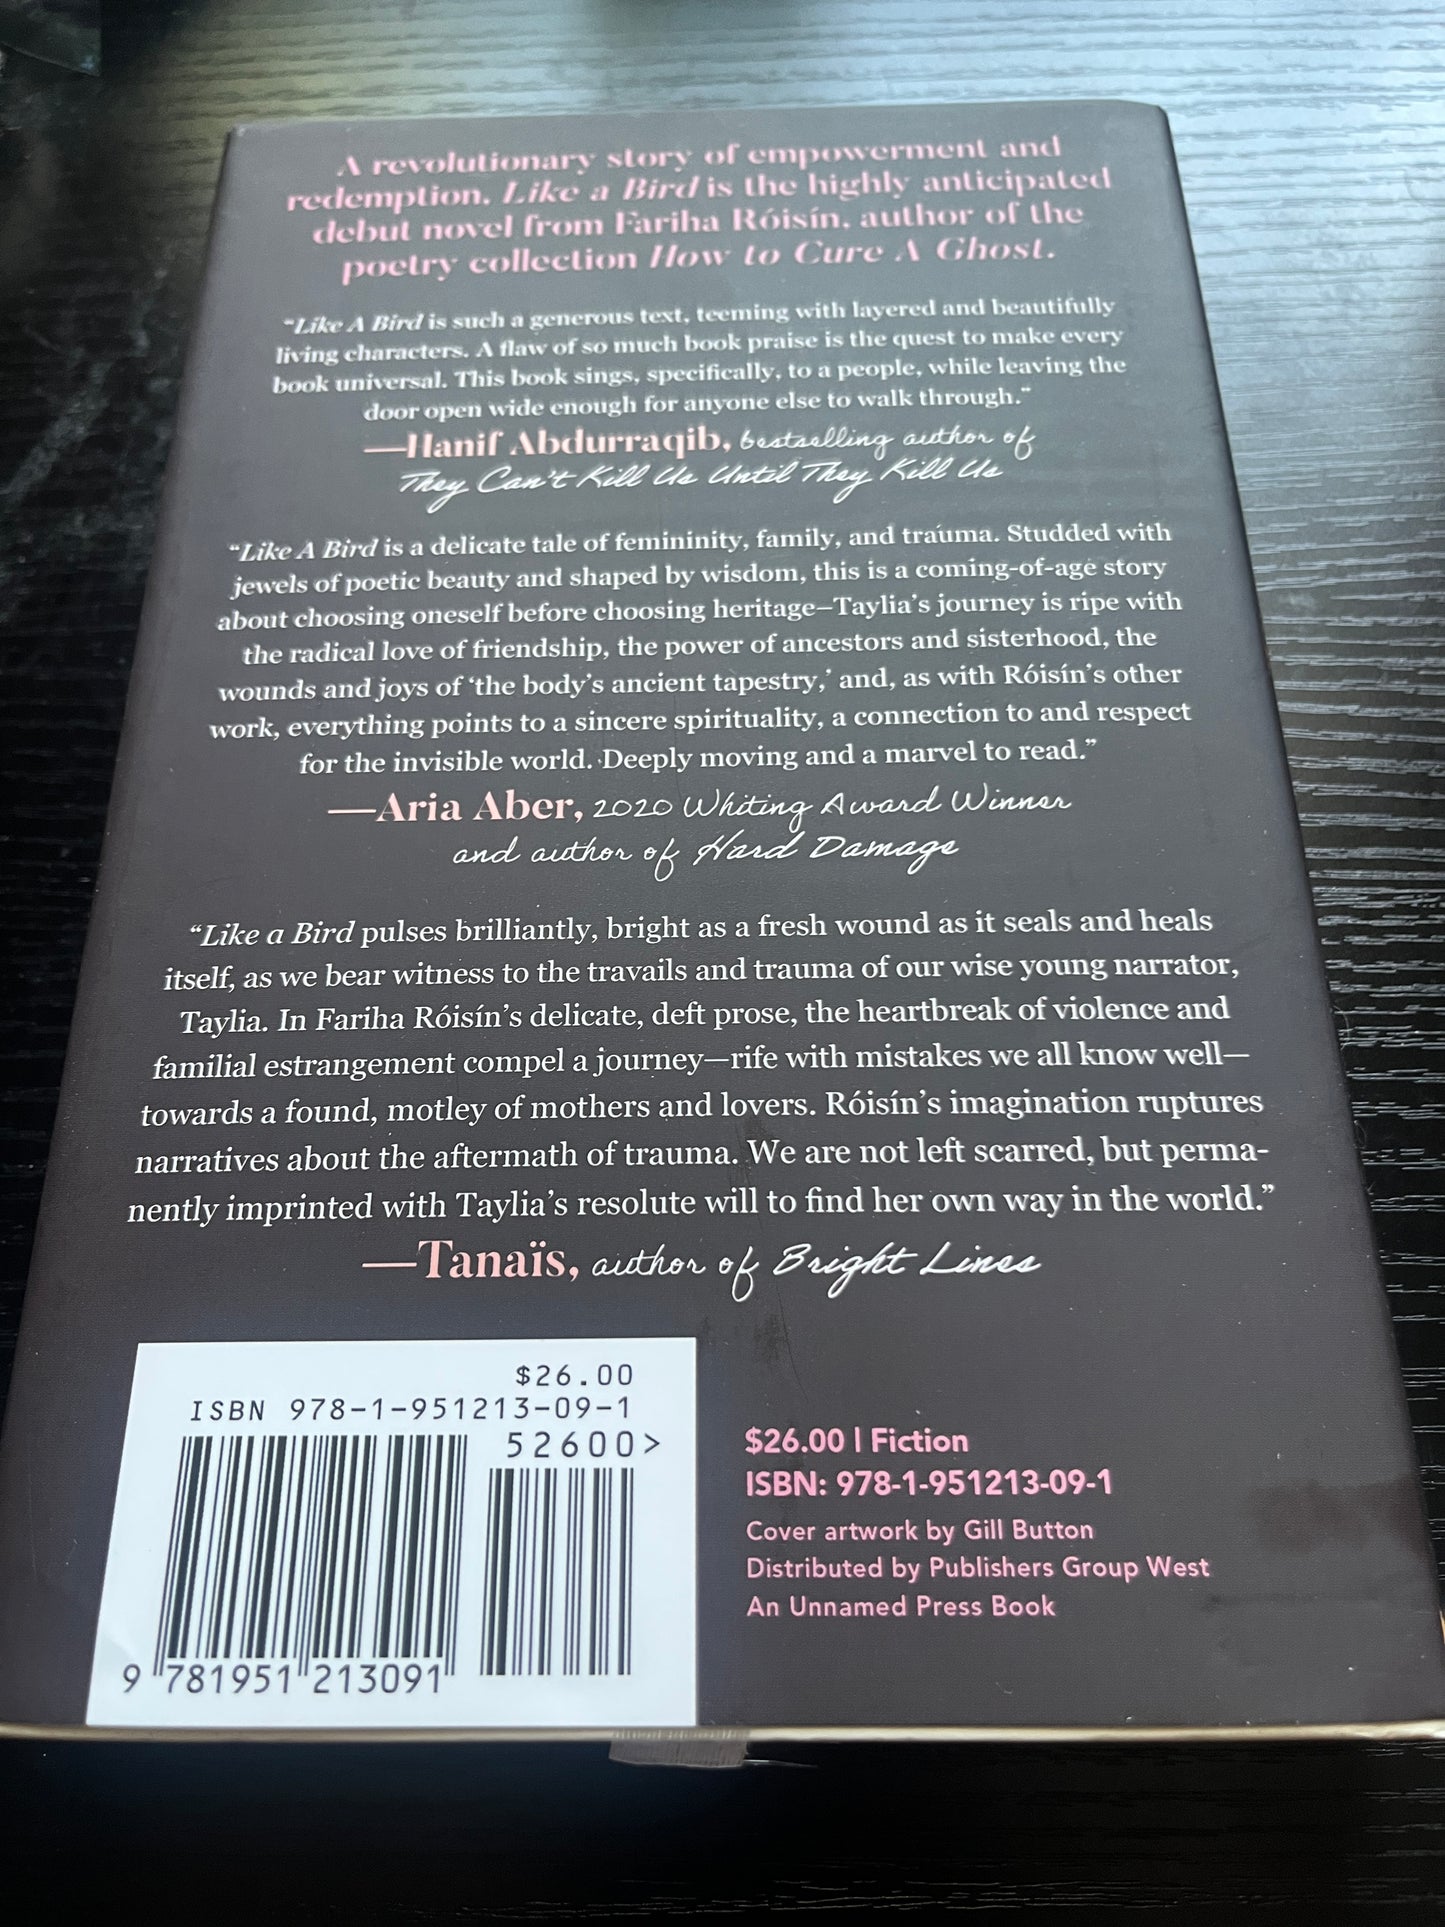 A revolutionary story of empowerment and
redemption, Like a Bird is the highly anticipated
debut novel from Fariha Róisín, author of the
poetry collection How to Cure A Ghost.
“Like A Bird is such a generous text, teeming with layered and beautifully
living characters. A flaw of so much book praise is the quest to make every
book universal. This book sings, specifically, to a people, while leaving the
door open wide enough for anyone else to walk through.”
—Hanif Abdurraqib, bestselling author of
They Can't Kill Us Until They Kill Us
“Like A Bird is a delicate tale of femininity, family, and trauma. Studded with
jewels of poetic beauty and shaped by wisdom, this is a coming-of-age story
about choosing oneself before choosing heritage—Taylia’s journey is ripe with
the radical love of friendship, the power of ancestors and sisterhood, the
wounds and joys of ‘the body’s ancient tapestry,’ and, as with Róisín’s other
work, everything points to a sincere spirituality, a connection to and respect
for the invisible world. Deeply moving and a marvel to read.”
—Aria Aber, 2020 Whiting Award Winner
and author of Hard Damage
“Like a Bird pulses brilliantly, bright as a fresh wound as it seals and heals
itself, as we bear witness to the travails and trauma of our wise young narrator,
Taylia. In Fariha Róisín’s delicate, deft prose, the heartbreak of violence and
familial estrangement compel a journey—rife with mistakes we all know well—
towards a found, motley of mothers and lovers. Róisín’s imagination ruptures
narratives about the aftermath of trauma. We are not left scarred, but perma-
nently imprinted with Taylia’s resolute will to find her own way in the world.”
—Tanaïs, author of Bright Lines
$26.00
ISBN 978-1-951213-09-1
52600>
9 781951 213091
$26.00 | Fiction
ISBN: 978-1-951213-09-1
Cover artwork by Gill Button
Distributed by Publishers Group West
An Unnamed Press Book